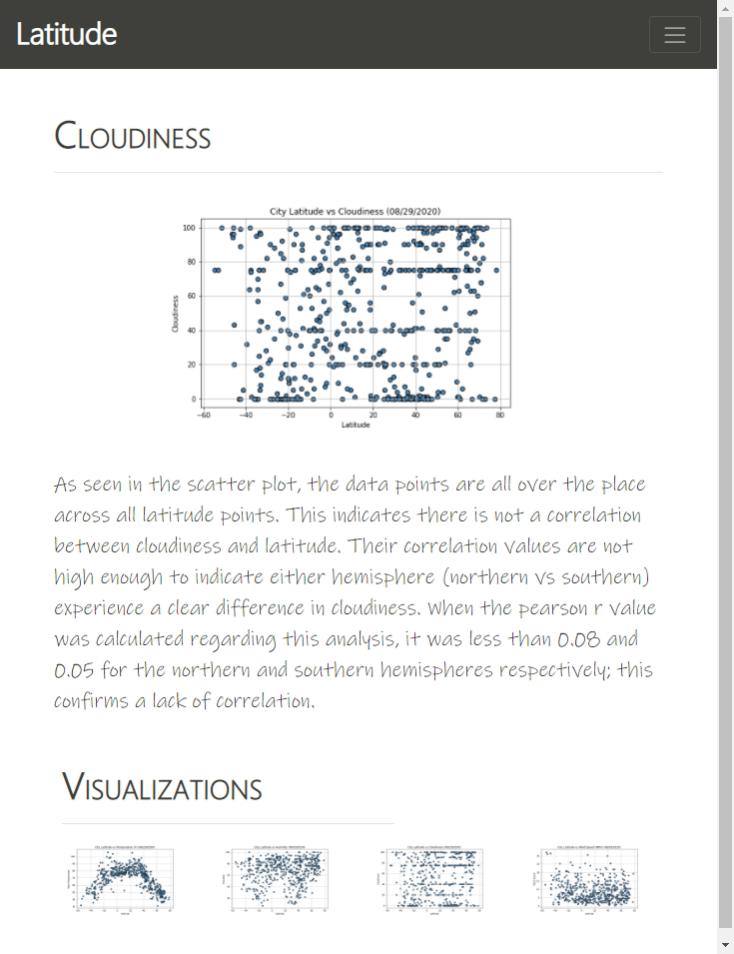 Latitude
CLOUDINESS
City Latitude vs Cloudiness (08/29/2020)
100
80
60
40
20
0
Cloudiness
−60 −40 −20 0 20 40 60 80
Latitude
As seen in the scatter plot, the data points are all over the place
across all latitude points. This indicates there is not a correlation
between cloudiness and latitude. Their correlation values are not
high enough to indicate either hemisphere (northern vs southern)
experience a clear difference in cloudiness. When the pearson r value
was calculated regarding this analysis, it was less than 0.08 and
0.05 for the northern and southern hemispheres respectively; this
confirms a lack of correlation.
VISUALIZATIONS